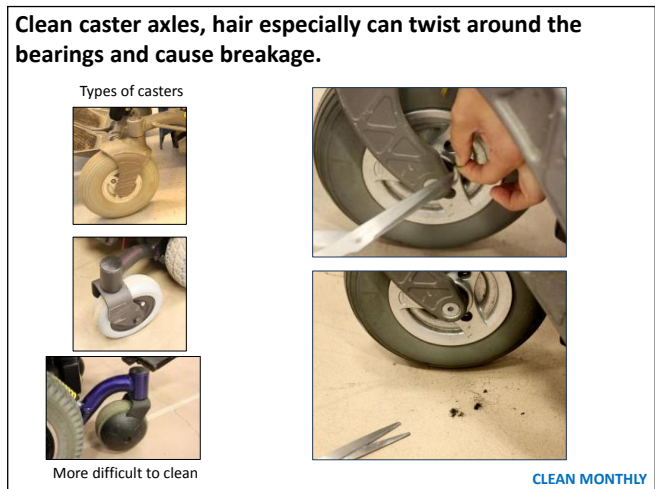 Clean caster axles, hair especially can twist around the
bearings and cause breakage.
Types of casters
More difficult to clean
CLEAN MONTHLY